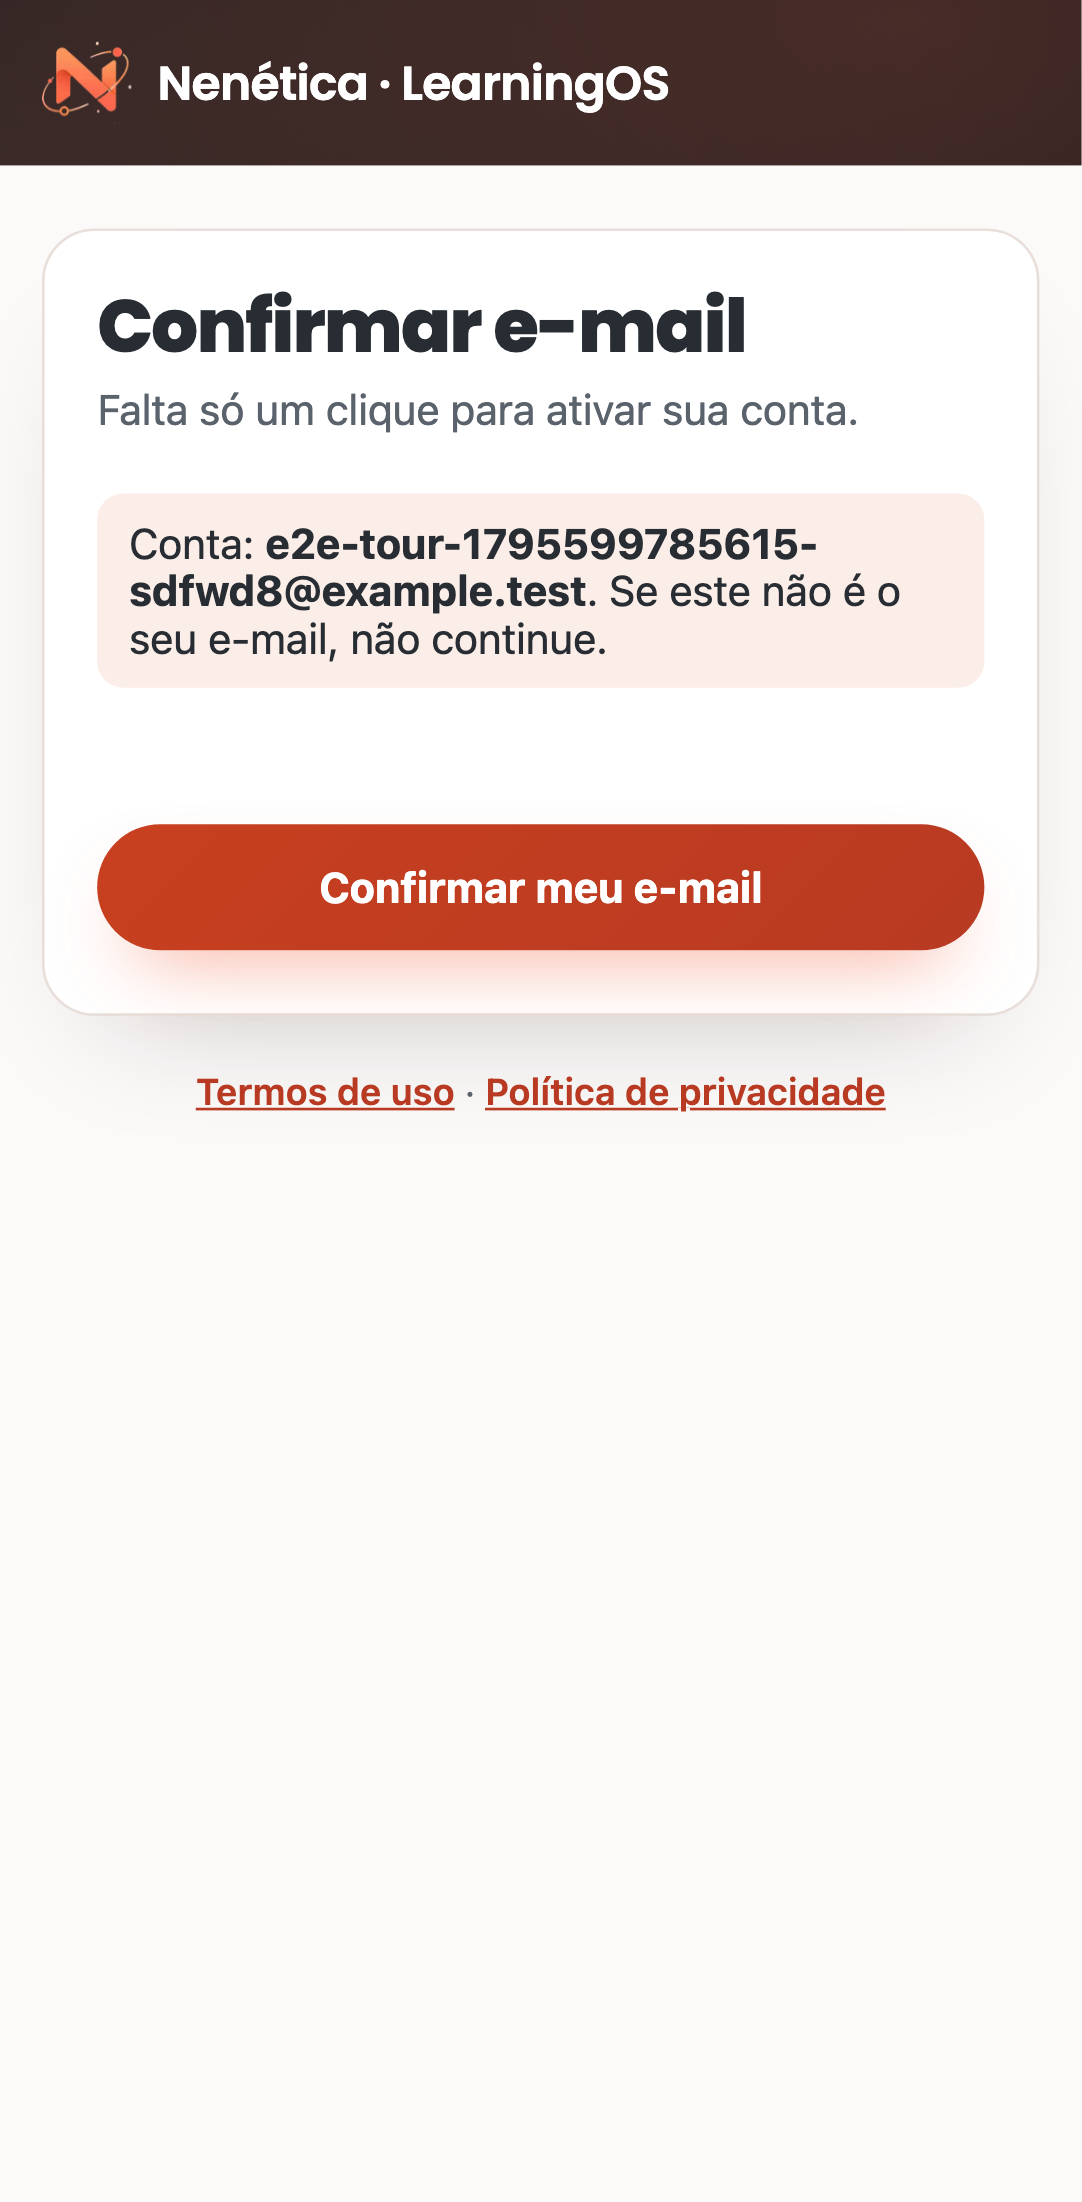 Nenética · LearningOS
Confirmar e-mail
Falta só um clique para ativar sua conta.
Conta: e2e-tour-1795599785615-
sdfwd8@example.test. Se este não é o
seu e-mail, não continue.
Confirmar meu e-mail
Termos de uso · Política de privacidade